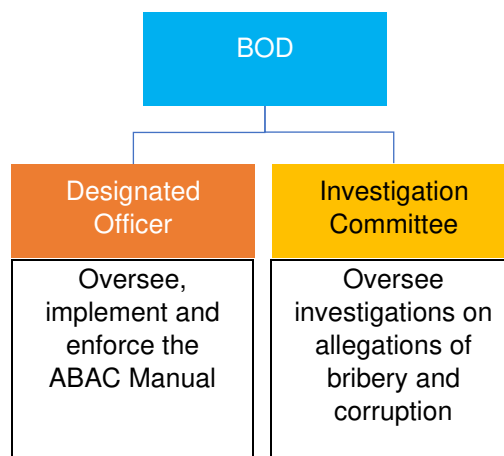 BOD
Designated
Officer
Oversee,
implement and
enforce the
ABAC Manual
Investigation
Committee
Oversee
investigations on
allegations of
bribery and
corruption